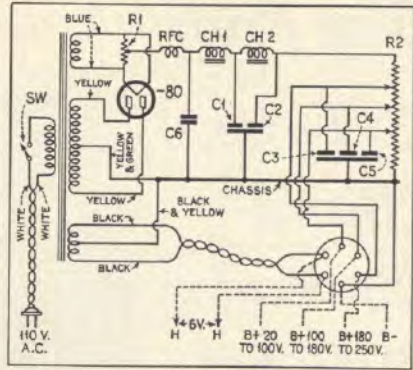 BLUE
R1
RFC
CH 1
CH 2
R2
-80
SW
YELLOW
C1
C2
C6
C4
C3
C5
YELLOW
& GREEN
CHASSIS
YELLOW
BLACK
& YELLOW
WHITE
WHITE
BLACK
BLACK
110 V.
A.C.
H
6V.
H
B+20
TO 100V.
B+100
TO 180V.
B+180
TO 250V.
B-